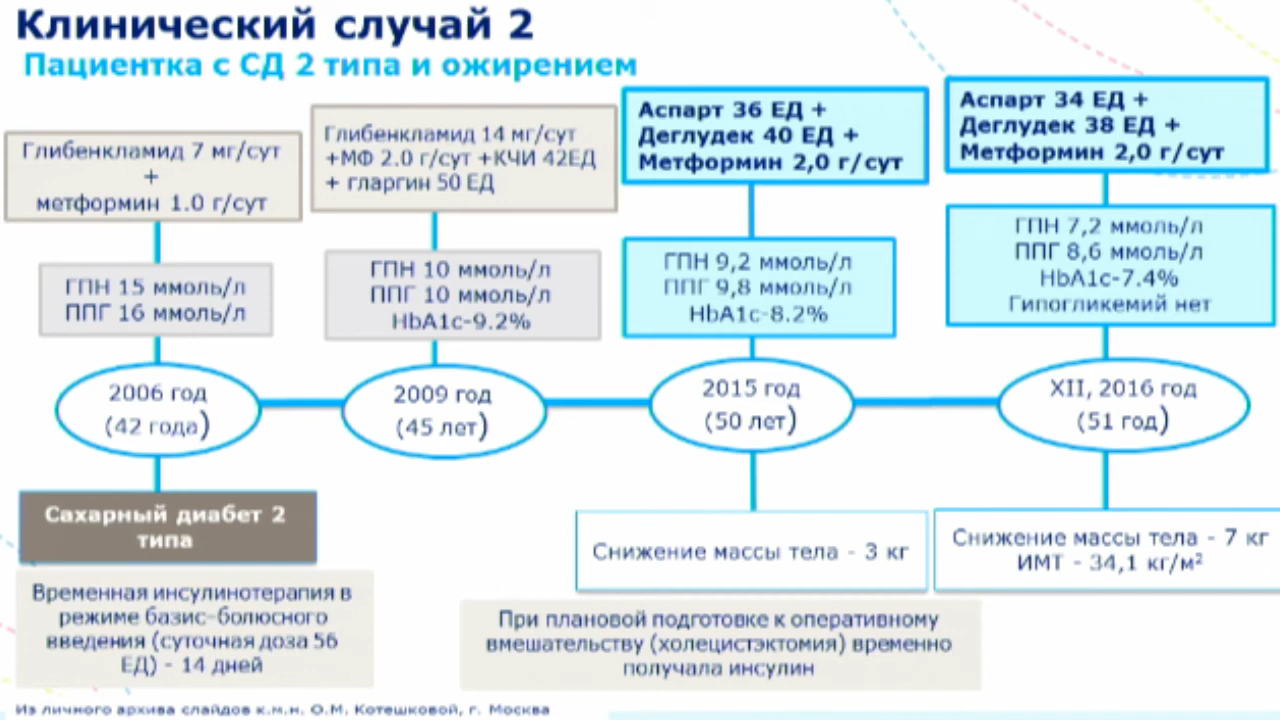 Клинический случай 2
Пациентка с СД 2 типа и ожирением
Глибенкламид 7 мг/сут
+
метформин 1.0 г/сут
ГПН 15 ммоль/л
ППГ 16 ммоль/л
2006 год
(42 года)
Сахарный диабет 2
типа
Временная инсулинотерапия в
режиме базис-болюсного
введения (суточная доза 56
ЕД) - 14 дней
Глибенкламид 14 мг/сут
+МФ 2.0 г/сут +КЧИ 42ЕД
+ гларгин 50 ЕД
ГПН 10 ммоль/л
ППГ 10 ммоль/л
HbA1c-9.2%
2009 год
(45 лет)
Аспарт 36 ЕД +
Деглудек 40 ЕД +
Метформин 2,0 г/сут
ГПН 9,2 ммоль/л
ППГ 9,8 ммоль/л
HbA1c-8.2%
2015 год
(50 лет)
Снижение массы тела - 3 кг
При плановой подготовке к оперативному
вмешательству (холецистэктомия) временно
получала инсулин
Аспарт 34 ЕД +
Деглудек 38 ЕД +
Метформин 2,0 г/сут
ГПН 7,2 ммоль/л
ППГ 8,6 ммоль/л
HbA1c-7.4%
Гипогликемий нет
XII, 2016 год
(51 год)
Снижение массы тела - 7 кг
ИМТ - 34,1 кг/м²
Из личного архива слайдов к.м.н. О.М. Котешковой, г. Москва